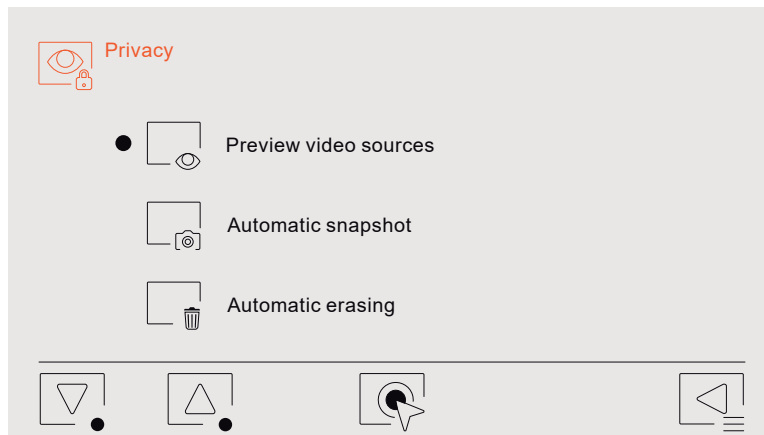 Privacy
Preview video sources
Automatic snapshot
Automatic erasing